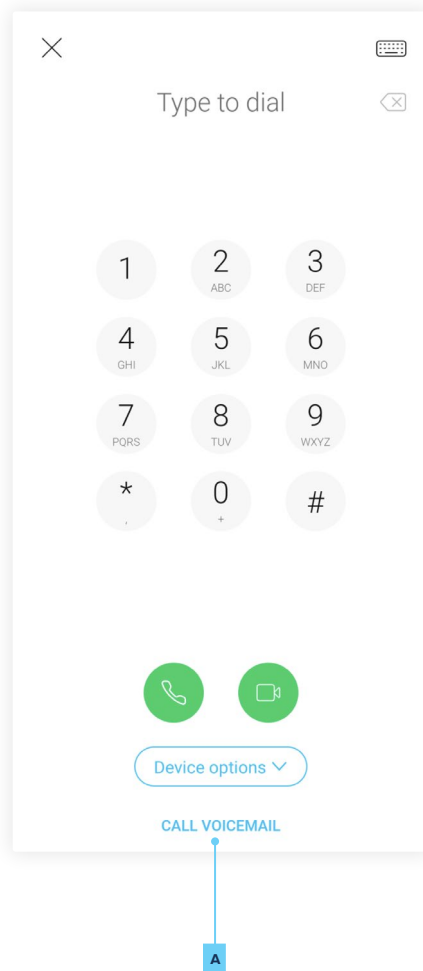 Type to dial
1 2 3
ABC DEF
4 5 6
GHI JKL MNO
7 8 9
PQRS TUV WXYZ
* 0 #
, +
Device options
CALL VOICEMAIL
A